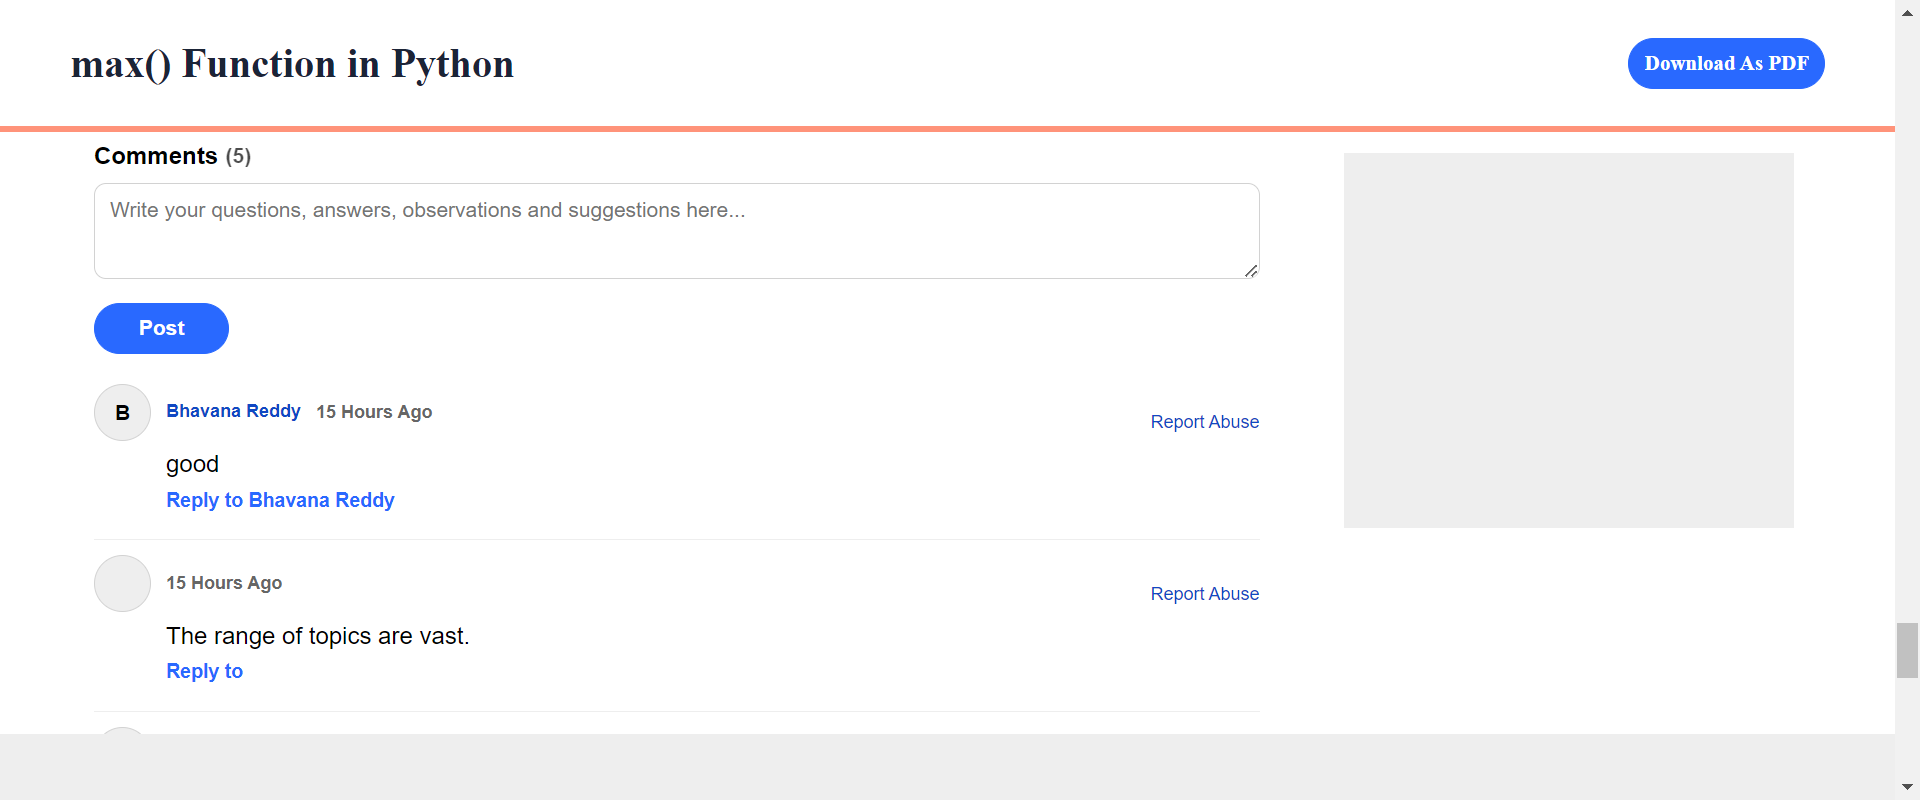 max() Function in Python
Download As PDF
Comments (5)
Write your questions, answers, observations and suggestions here...
Post
B
Bhavana Reddy 15 Hours Ago
Report Abuse
good
Reply to Bhavana Reddy
15 Hours Ago
Report Abuse
The range of topics are vast.
Reply to